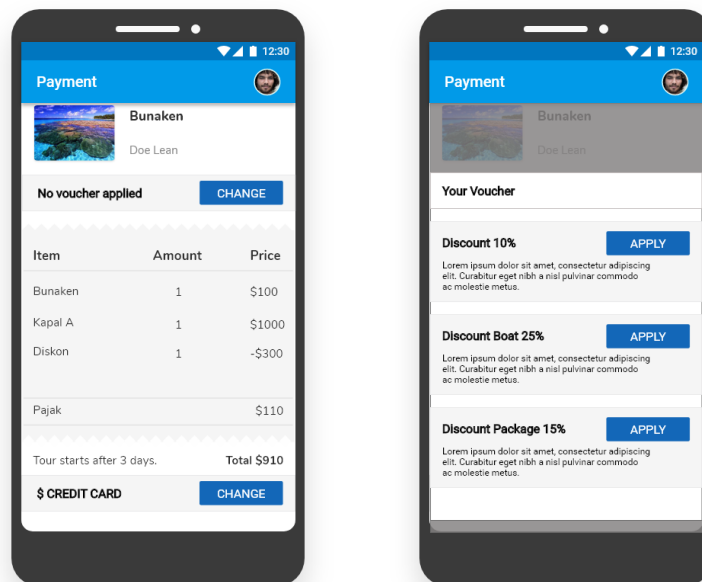 12:30
Payment
Bunaken
Doe Lean
No voucher applied CHANGE
Item Amount Price
Bunaken 1 $100
Kapal A 1 $1000
Diskon 1 -$300
Pajak $110
Tour starts after 3 days. Total $910
$ CREDIT CARD CHANGE
12:30
Payment
Bunaken
Doe Lean
Your Voucher
Discount 10% APPLY
Lorem ipsum dolor sit amet, consectetur adipiscing
elit. Curabitur eget nibh a nisl pulvinar commodo
ac molestie metus.
Discount Boat 25% APPLY
Lorem ipsum dolor sit amet, consectetur adipiscing
elit. Curabitur eget nibh a nisl pulvinar commodo
ac molestie metus.
Discount Package 15% APPLY
Lorem ipsum dolor sit amet, consectetur adipiscing
elit. Curabitur eget nibh a nisl pulvinar commodo
ac molestie metus.